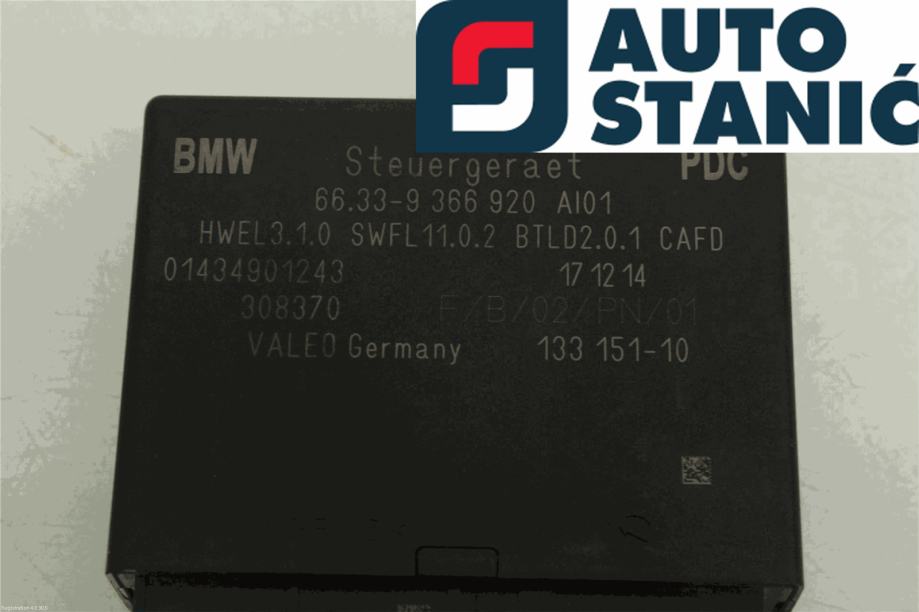 AUTO
STANIĆ
BMW Steuergeraet PDC
66.33-9 366 920 AI01
HWEL3.1.0 SWFL11.0.2 BTLD2.0.1 CAFD
01434901243 17 12 14
308370 F/B/02/PN/01
VALEO Germany 133 151-10